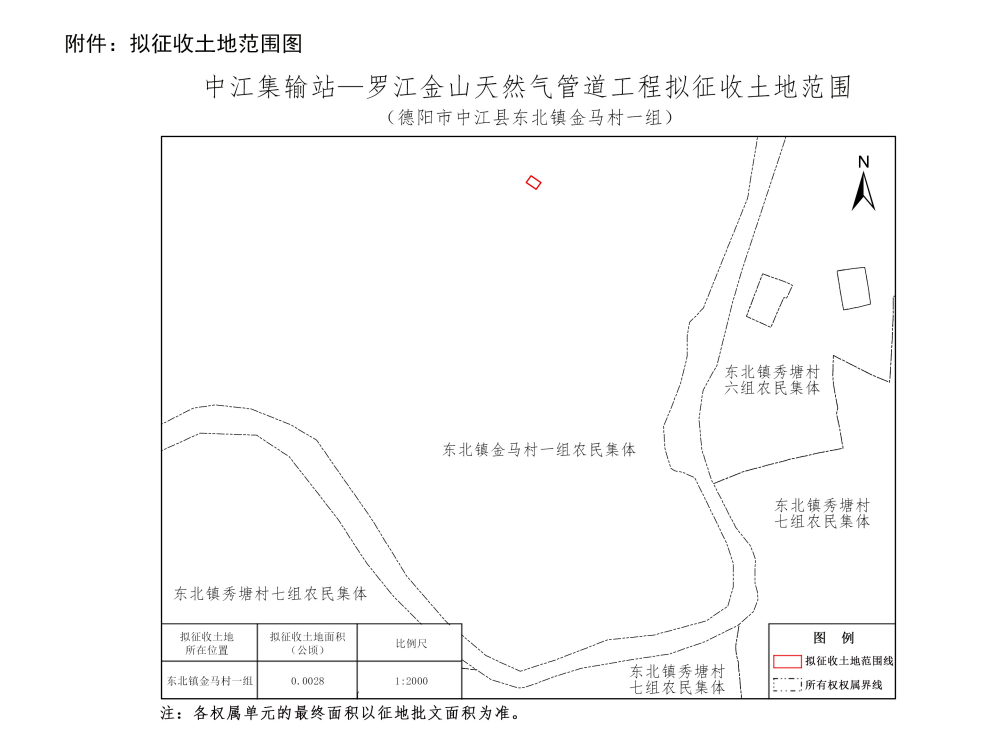 附件：拟征收土地范围图
中江集输站—罗江金山天然气管道工程拟征收土地范围
（德阳市中江县东北镇金马村一组）
N
东北镇秀塘村
六组农民集体
东北镇金马村一组农民集体
东北镇秀塘村
七组农民集体
东北镇秀塘村七组农民集体
拟征收土地
所在位置
拟征收土地面积
（公顷）
比例尺
东北镇金马村一组
0.0028
1:2000
东北镇秀塘村
七组农民集体
图 例
拟征收土地范围线
所有权权属界线
注：各权属单元的最终面积以征地批文面积为准。